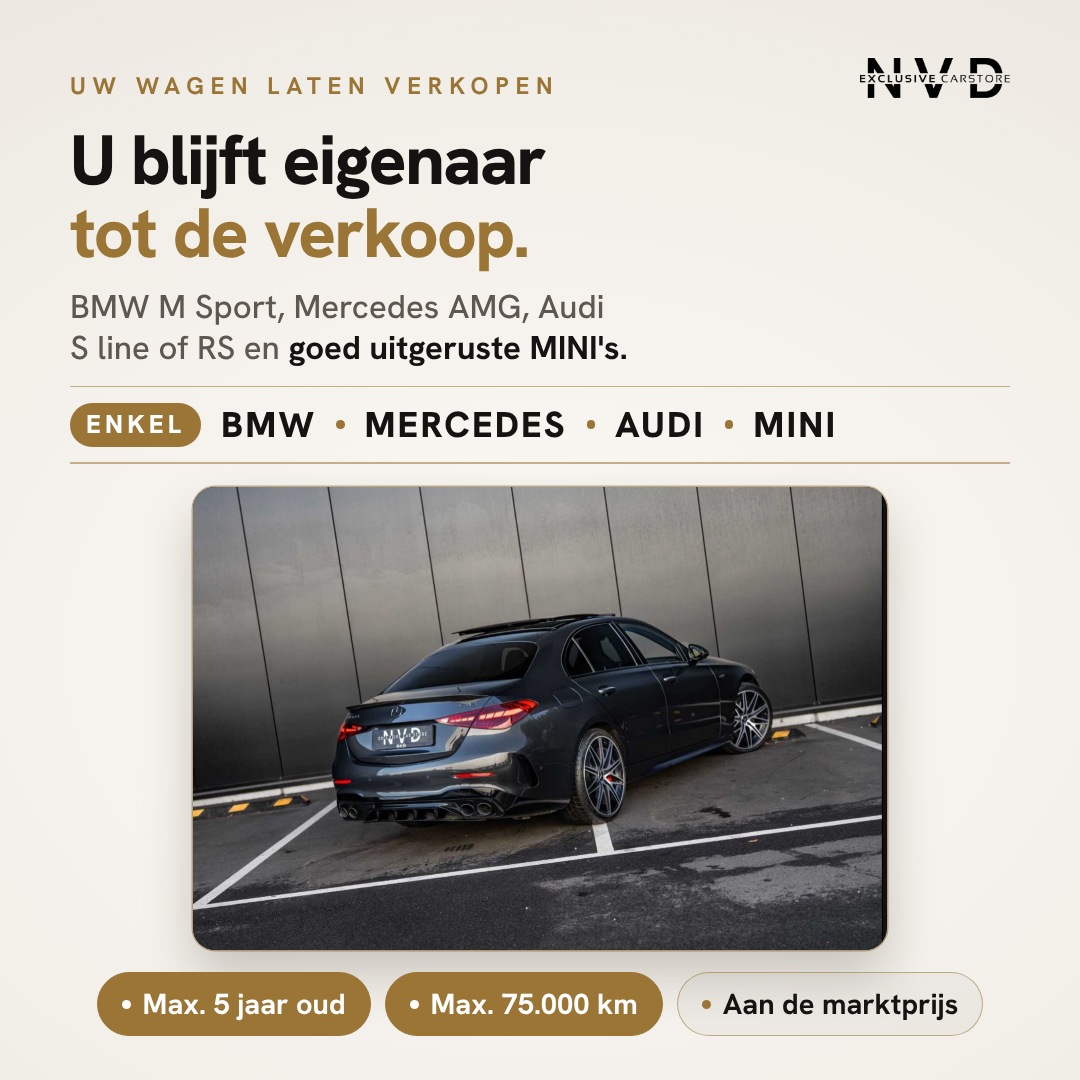 UW WAGEN LATEN VERKOPEN
NVD
EXCLUSIVE CARSTORE
U blijft eigenaar
tot de verkoop.
BMW M Sport, Mercedes AMG, Audi
S line of RS en goed uitgeruste MINI's.
ENKEL BMW • MERCEDES • AUDI • MINI
NVD
• Max. 5 jaar oud • Max. 75.000 km • Aan de marktprijs